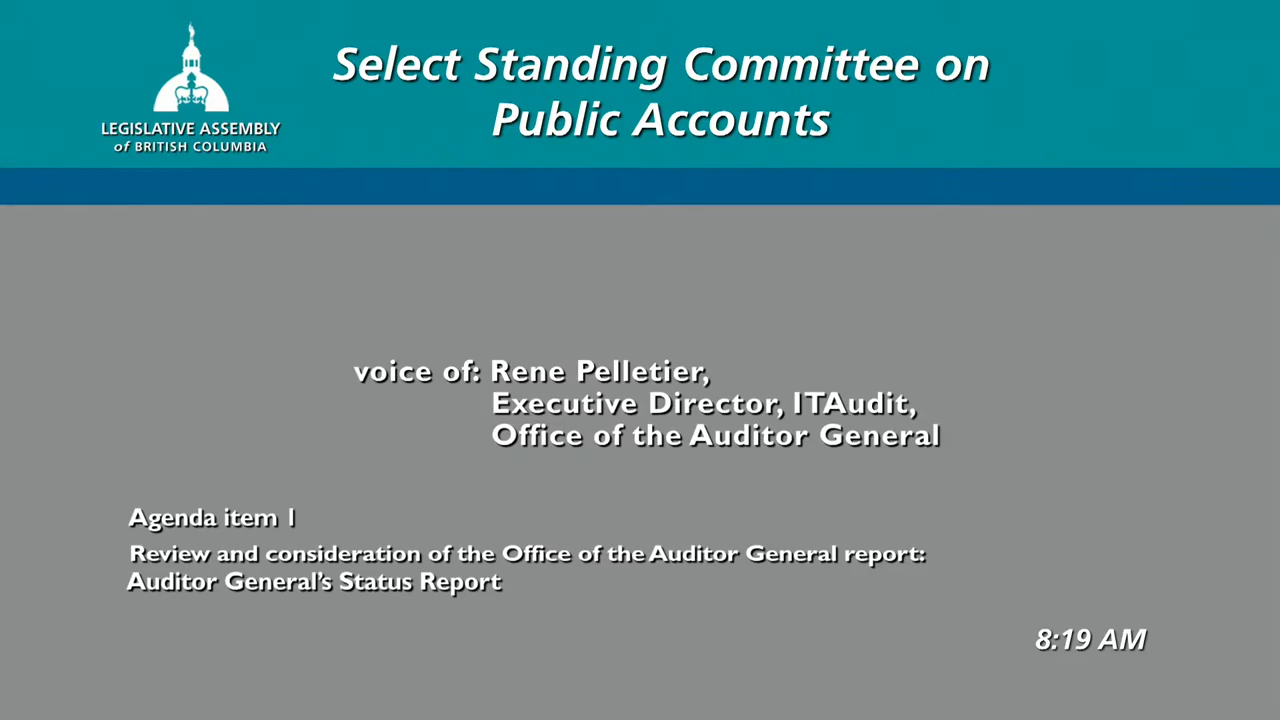 Select Standing Committee on
Public Accounts
LEGISLATIVE ASSEMBLY
of BRITISH COLUMBIA
voice of: Rene Pelletier,
Executive Director, ITAudit,
Office of the Auditor General
Agenda item 1
Review and consideration of the Office of the Auditor General report:
Auditor General's Status Report
8:19 AM